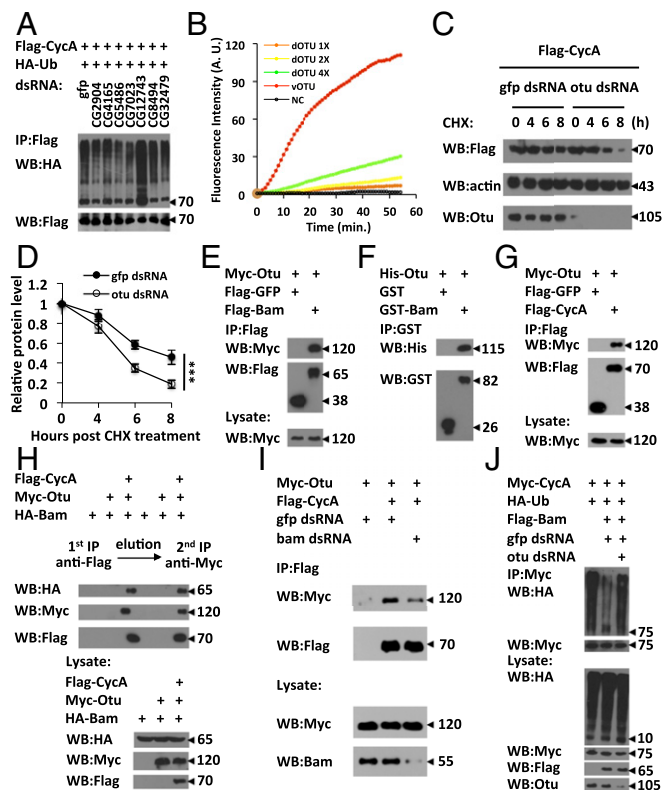 A
Flag-CycA + + + + + + + +
HA-Ub + + + + + + + +
dsRNA: gfp CG2904 CG4165 CG5486 CG7023 CG12743 CG8494 CG32479
IP:Flag
WB:HA
70
WB:Flag 70
B
Fluorescence Intensity (A. U.)
120
90
60
30
0
0 10 20 30 40 50 60
Time (min.)
dOTU 1X
dOTU 2X
dOTU 4X
vOTU
NC
C
Flag-CycA
gfp dsRNA otu dsRNA
CHX: 0 4 6 8 0 4 6 8 (h)
WB:Flag 70
WB:actin 43
WB:Otu 105
D
Relative protein level
1.2
1
0.8
0.6
0.4
0.2
0
0 4 6 8
Hours post CHX treatment
gfp dsRNA
otu dsRNA
***
E
Myc-Otu + +
Flag-GFP +
Flag-Bam +
IP:Flag
WB:Myc 120
WB:Flag 65
38
Lysate:
WB:Myc 120
F
His-Otu + +
GST +
GST-Bam +
IP:GST
WB:His 115
WB:GST 82
26
G
Myc-Otu + +
Flag-GFP +
Flag-CycA +
IP:Flag
WB:Myc 120
WB:Flag 70
38
Lysate:
WB:Myc 120
H
Flag-CycA + +
Myc-Otu + + + +
HA-Bam + + + + + +
1st IP elution 2nd IP
anti-Flag anti-Myc
WB:HA 65
WB:Myc 120
WB:Flag 70
Lysate:
Flag-CycA +
Myc-Otu + +
HA-Bam + + +
WB:HA 65
WB:Myc 120
WB:Flag 70
I
Myc-Otu + + +
Flag-CycA + +
gfp dsRNA + +
bam dsRNA +
IP:Flag
WB:Myc 120
WB:Flag 70
Lysate:
WB:Myc 120
WB:Bam 55
J
Myc-CycA + + +
HA-Ub + + +
Flag-Bam + +
gfp dsRNA + +
otu dsRNA +
IP:Myc
WB:HA
75
WB:Myc 75
Lysate:
WB:HA
10
WB:Myc 75
WB:Flag 65
WB:Otu 105